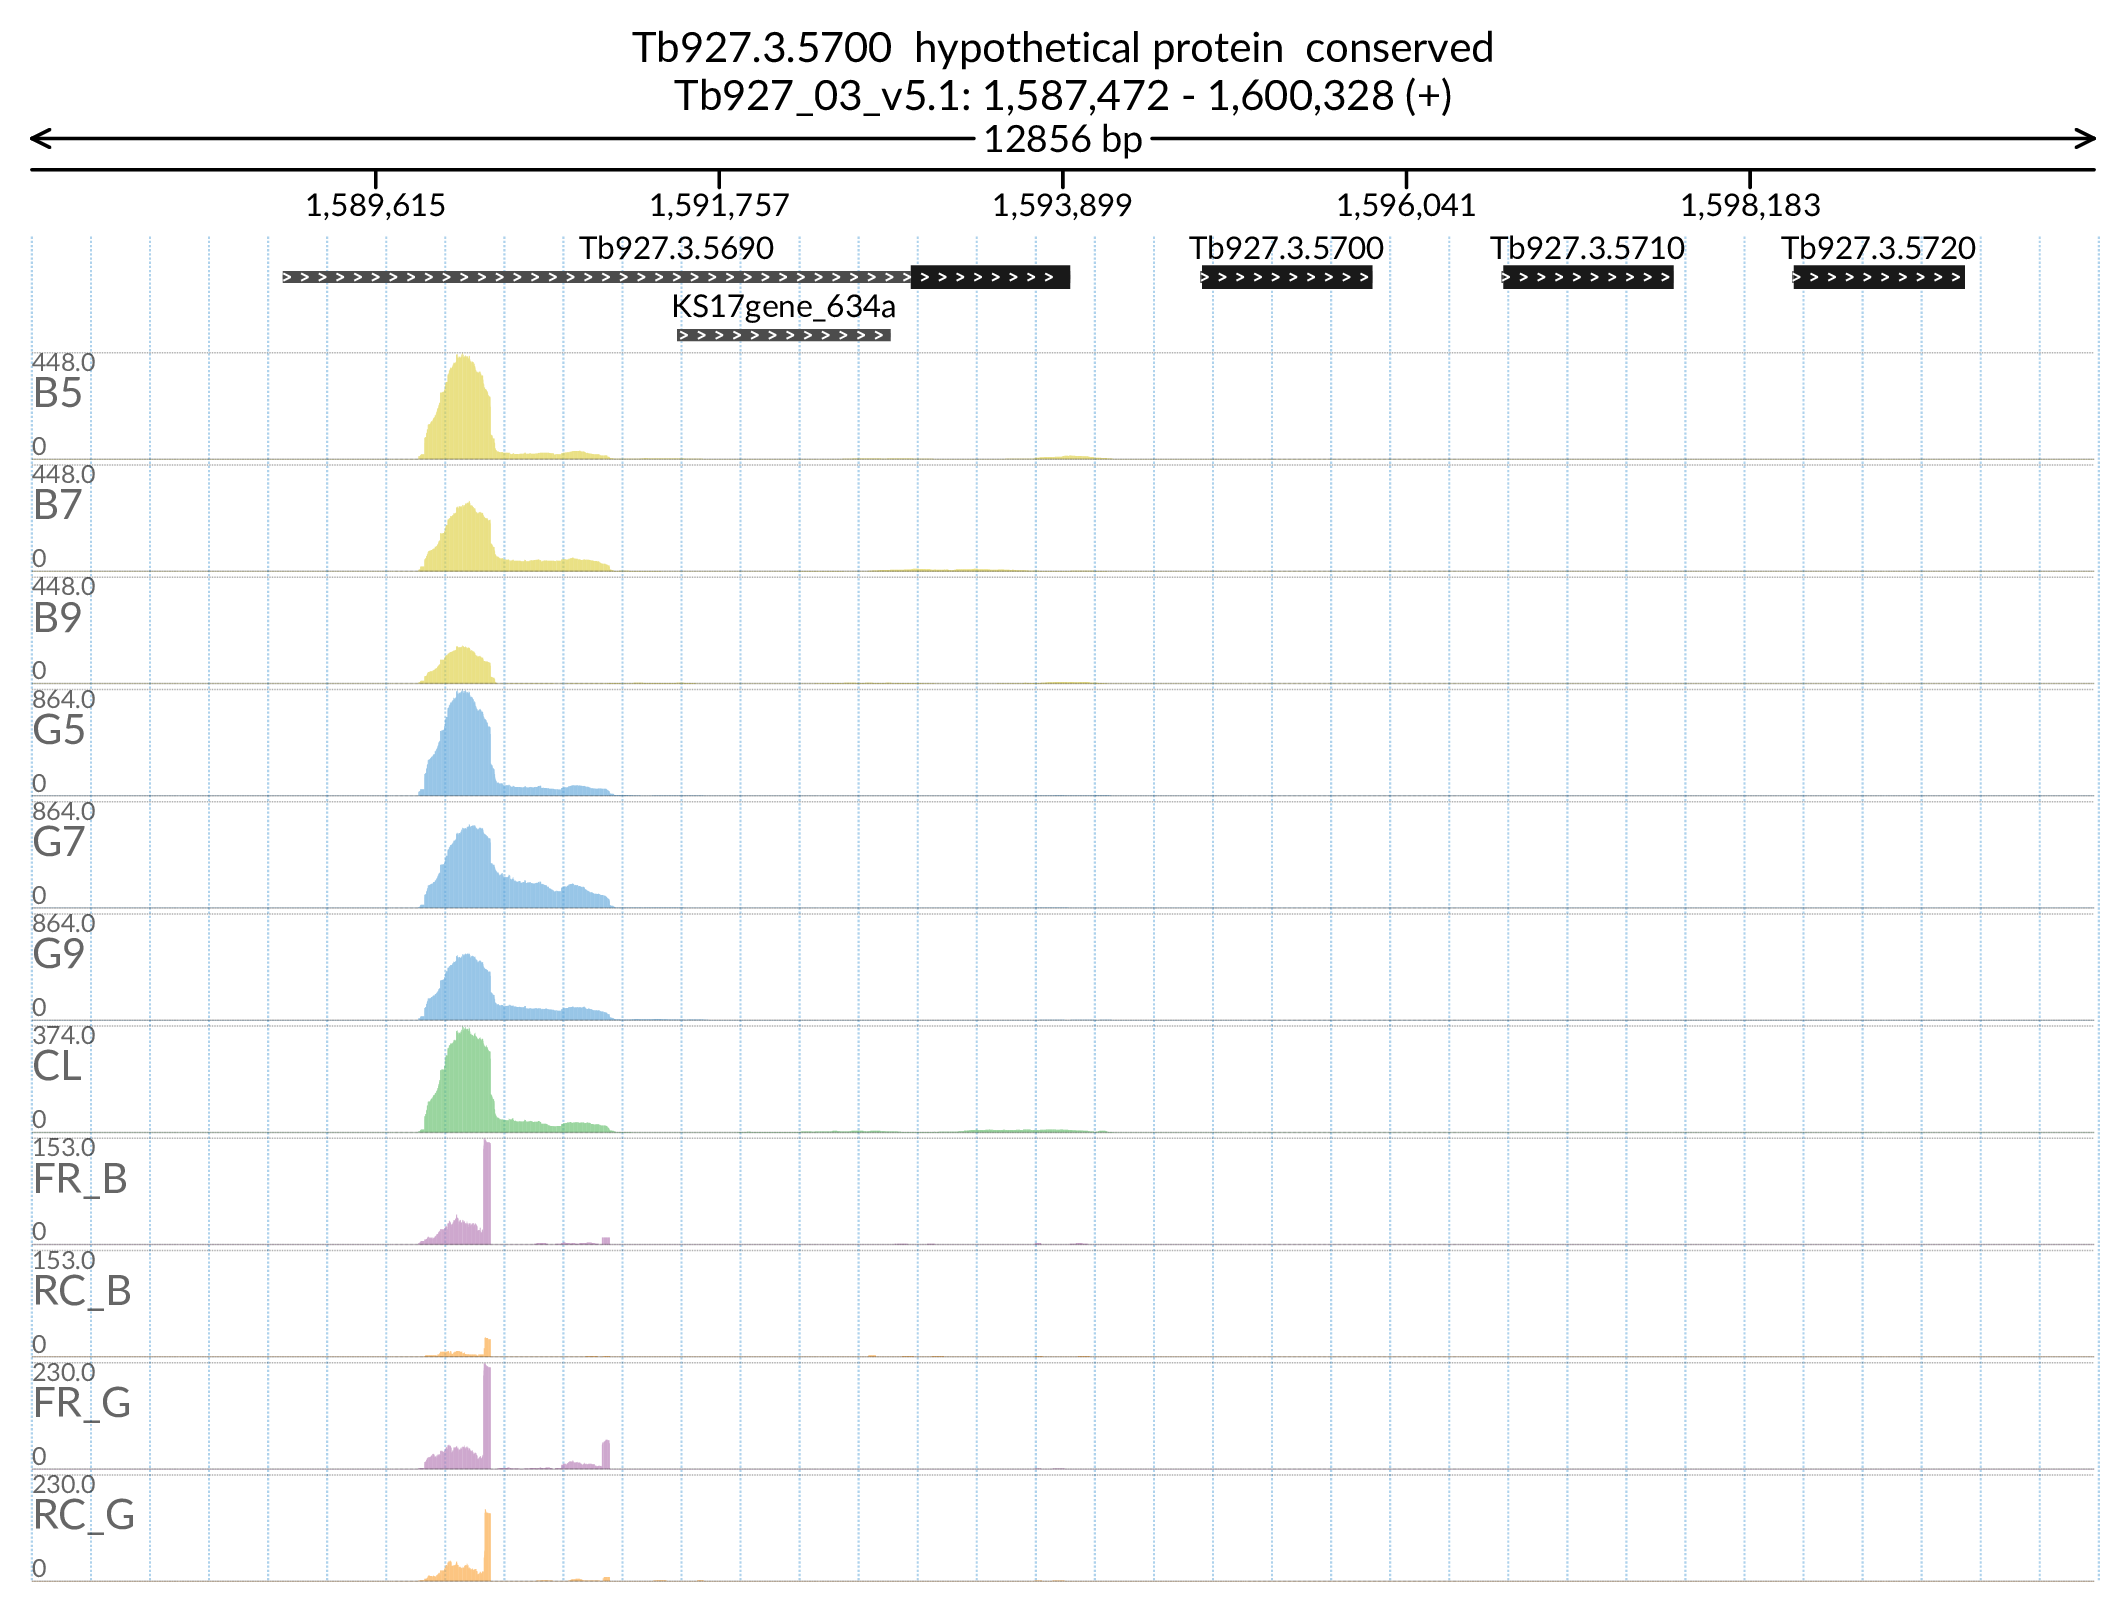 Tb927.3.5700  hypothetical protein  conserved
Tb927_03_v5.1: 1,587,472 - 1,600,328 (+)
12856 bp
1,589,615 1,591,757 1,593,899 1,596,041 1,598,183
Tb927.3.5690 Tb927.3.5700 Tb927.3.5710 Tb927.3.5720
KS17gene_634a
448.0
B5
0
448.0
B7
0
448.0
B9
0
864.0
G5
0
864.0
G7
0
864.0
G9
0
374.0
CL
0
153.0
FR_B
0
153.0
RC_B
0
230.0
FR_G
0
230.0
RC_G
0